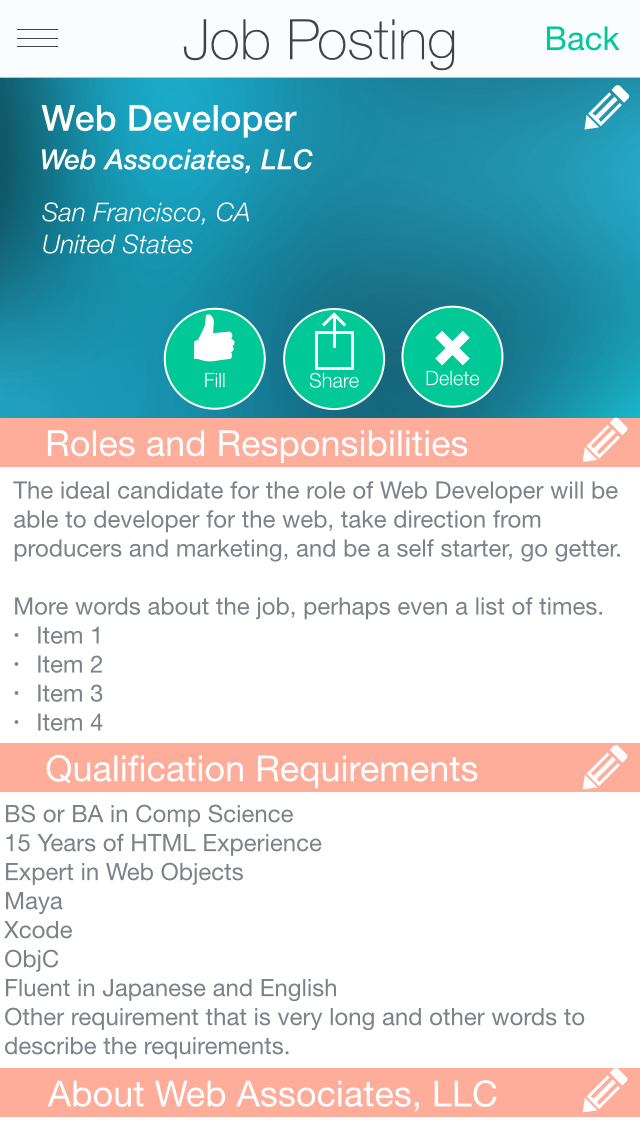 Job Posting
Back
Web Developer
Web Associates, LLC
San Francisco, CA
United States
Fill
Share
Delete
Roles and Responsibilities
The ideal candidate for the role of Web Developer will be
able to developer for the web, take direction from
producers and marketing, and be a self starter, go getter.
More words about the job, perhaps even a list of times.
• Item 1
• Item 2
• Item 3
• Item 4
Qualification Requirements
BS or BA in Comp Science
15 Years of HTML Experience
Expert in Web Objects
Maya
Xcode
ObjC
Fluent in Japanese and English
Other requirement that is very long and other words to
describe the requirements.
About Web Associates, LLC